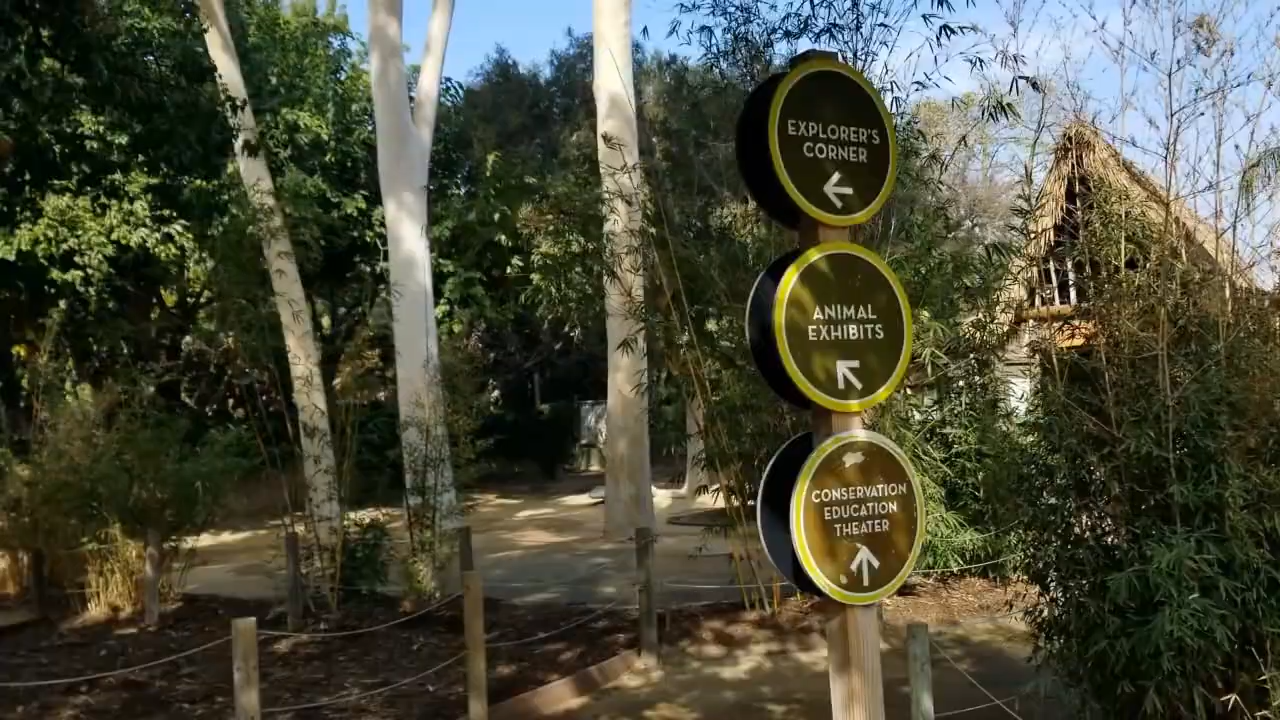 EXPLORER'S
CORNER
ANIMAL
EXHIBITS
CONSERVATION
EDUCATION
THEATER